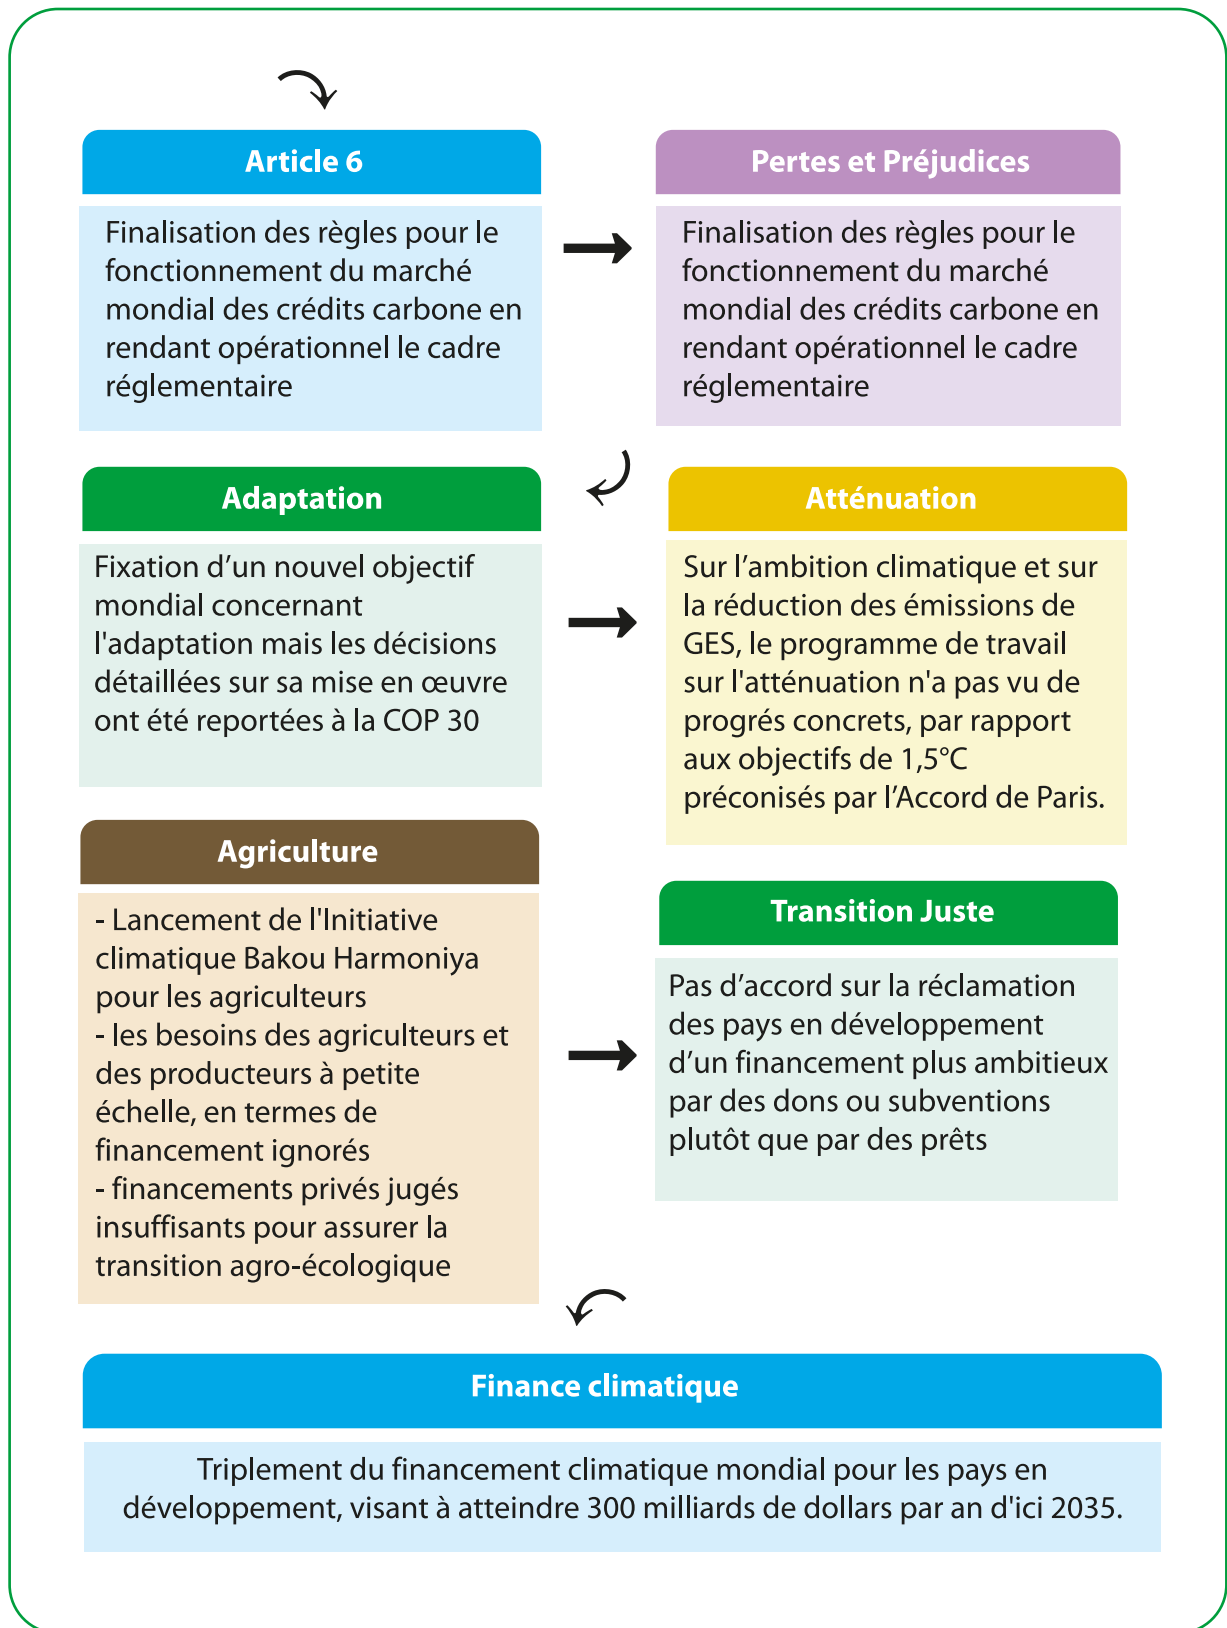 Article 6
Finalisation des règles pour le
fonctionnement du marché
mondial des crédits carbone en
rendant opérationnel le cadre
réglementaire
Pertes et Préjudices
Finalisation des règles pour le
fonctionnement du marché
mondial des crédits carbone en
rendant opérationnel le cadre
réglementaire
Adaptation
Fixation d’un nouvel objectif
mondial concernant
l'adaptation mais les décisions
détaillées sur sa mise en œuvre
ont été reportées à la COP 30
Atténuation
Sur l’ambition climatique et sur
la réduction des émissions de
GES, le programme de travail
sur l'atténuation n'a pas vu de
progrés concrets, par rapport
aux objectifs de 1,5°C
préconisés par l’Accord de Paris.
Agriculture
- Lancement de l'Initiative
climatique Bakou Harmoniya
pour les agriculteurs
- les besoins des agriculteurs et
des producteurs à petite
échelle, en termes de
financement ignorés
- financements privés jugés
insuffisants pour assurer la
transition agro-écologique
Transition Juste
Pas d’accord sur la réclamation
des pays en développement
d’un financement plus ambitieux
par des dons ou subventions
plutôt que par des prêts
Finance climatique
Triplement du financement climatique mondial pour les pays en
développement, visant à atteindre 300 milliards de dollars par an d'ici 2035.